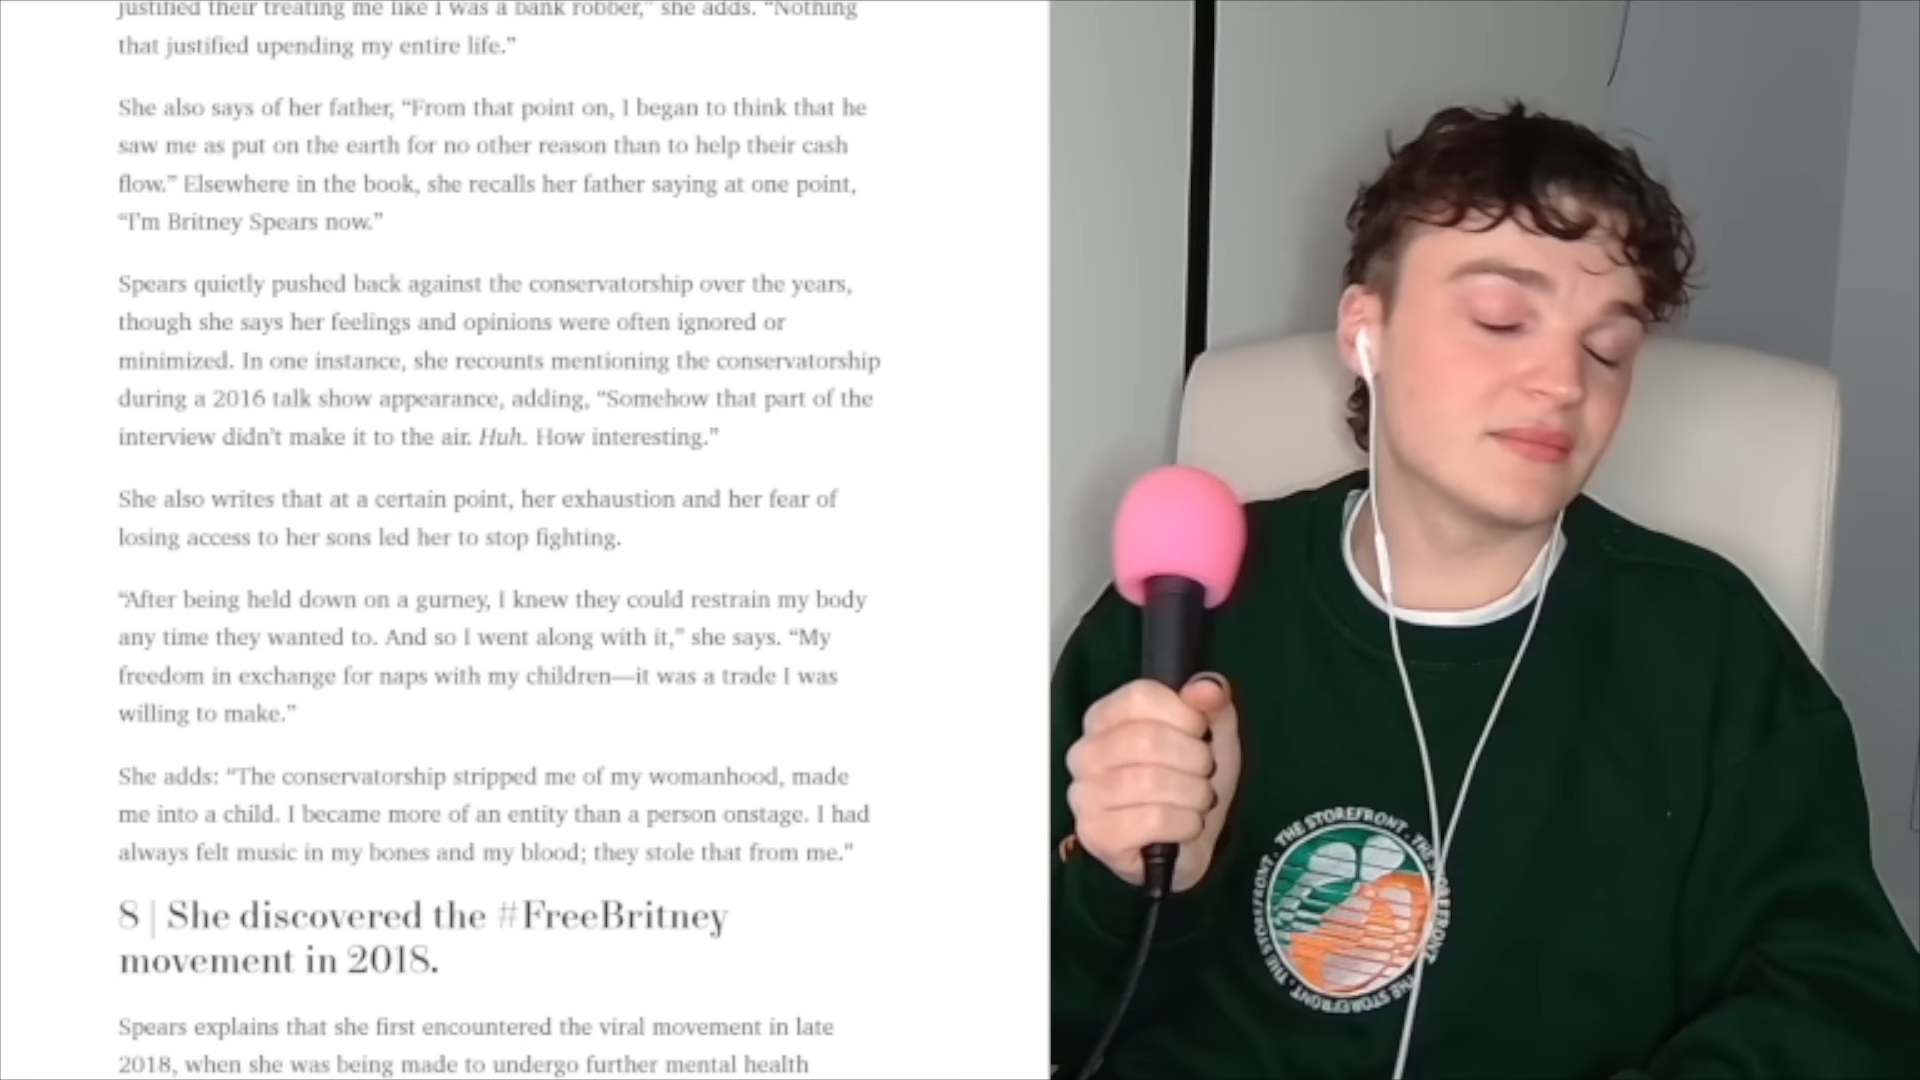 justified their treating me like I was a bank robber,” she adds. “Nothing
that justified upending my entire life.”
She also says of her father, “From that point on, I began to think that he
saw me as put on the earth for no other reason than to help their cash
flow.” Elsewhere in the book, she recalls her father saying at one point,
“I’m Britney Spears now.”
Spears quietly pushed back against the conservatorship over the years,
though she says her feelings and opinions were often ignored or
minimized. In one instance, she recounts mentioning the conservatorship
during a 2016 talk show appearance, adding, “Somehow that part of the
interview didn’t make it to the air. Huh. How interesting.”
She also writes that at a certain point, her exhaustion and her fear of
losing access to her sons led her to stop fighting.
“After being held down on a gurney, I knew they could restrain my body
any time they wanted to. And so I went along with it,” she says. “My
freedom in exchange for naps with my children—it was a trade I was
willing to make.”
She adds: “The conservatorship stripped me of my womanhood, made
me into a child. I became more of an entity than a person onstage. I had
always felt music in my bones and my blood; they stole that from me.”
8 | She discovered the #FreeBritney
movement in 2018.
Spears explains that she first encountered the viral movement in late
2018, when she was being made to undergo further mental health
THE STOREFRONT · THE STOREFRONT · THE STOREFRONT · THE STOREFRONT ·